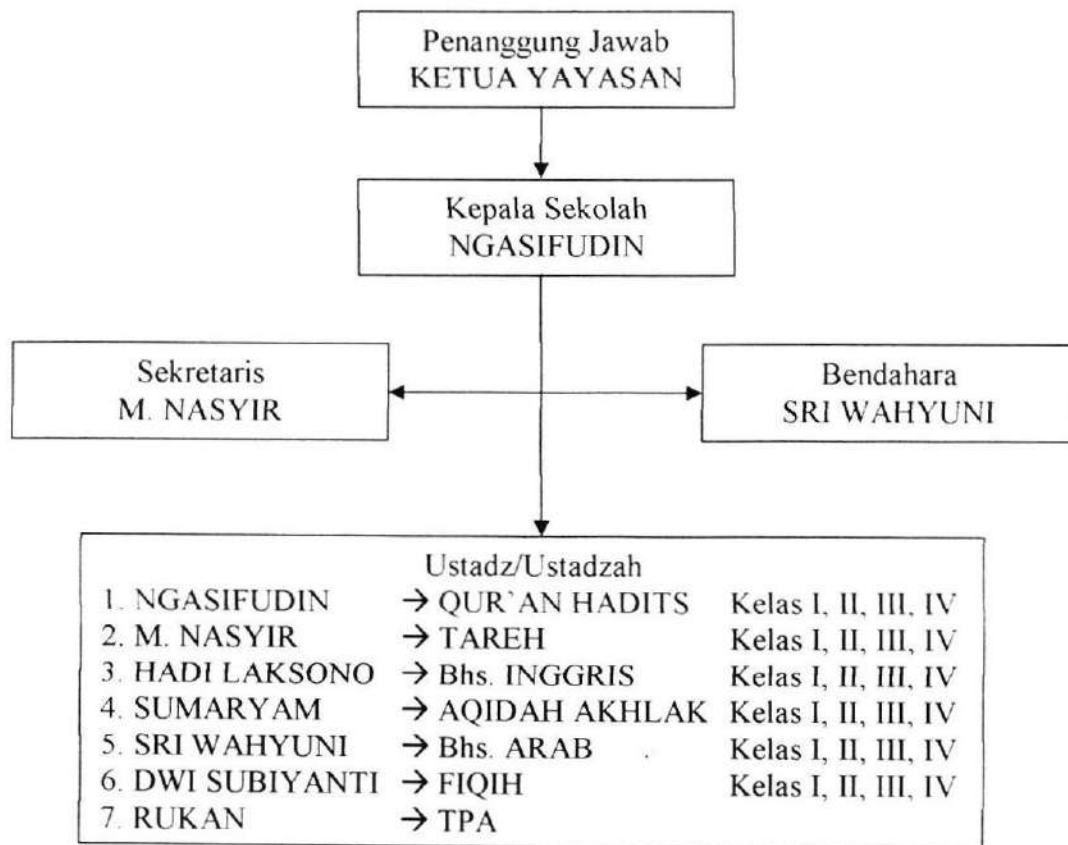 Penanggung Jawab
KETUA YAYASAN
Kepala Sekolah
NGASIFUDIN
Sekretaris
M. NASYIR
Bendahara
SRI WAHYUNI
Ustadz/Ustadzah
1. NGASIFUDIN → QUR`AN HADITS Kelas I, II, III, IV
2. M. NASYIR → TAREH Kelas I, II, III, IV
3. HADI LAKSONO → Bhs. INGGRIS Kelas I, II, III, IV
4. SUMARYAM → AQIDAH AKHLAK Kelas I, II, III, IV
5. SRI WAHYUNI → Bhs. ARAB Kelas I, II, III, IV
6. DWI SUBIYANTI → FIQIH Kelas I, II, III, IV
7. RUKAN → TPA